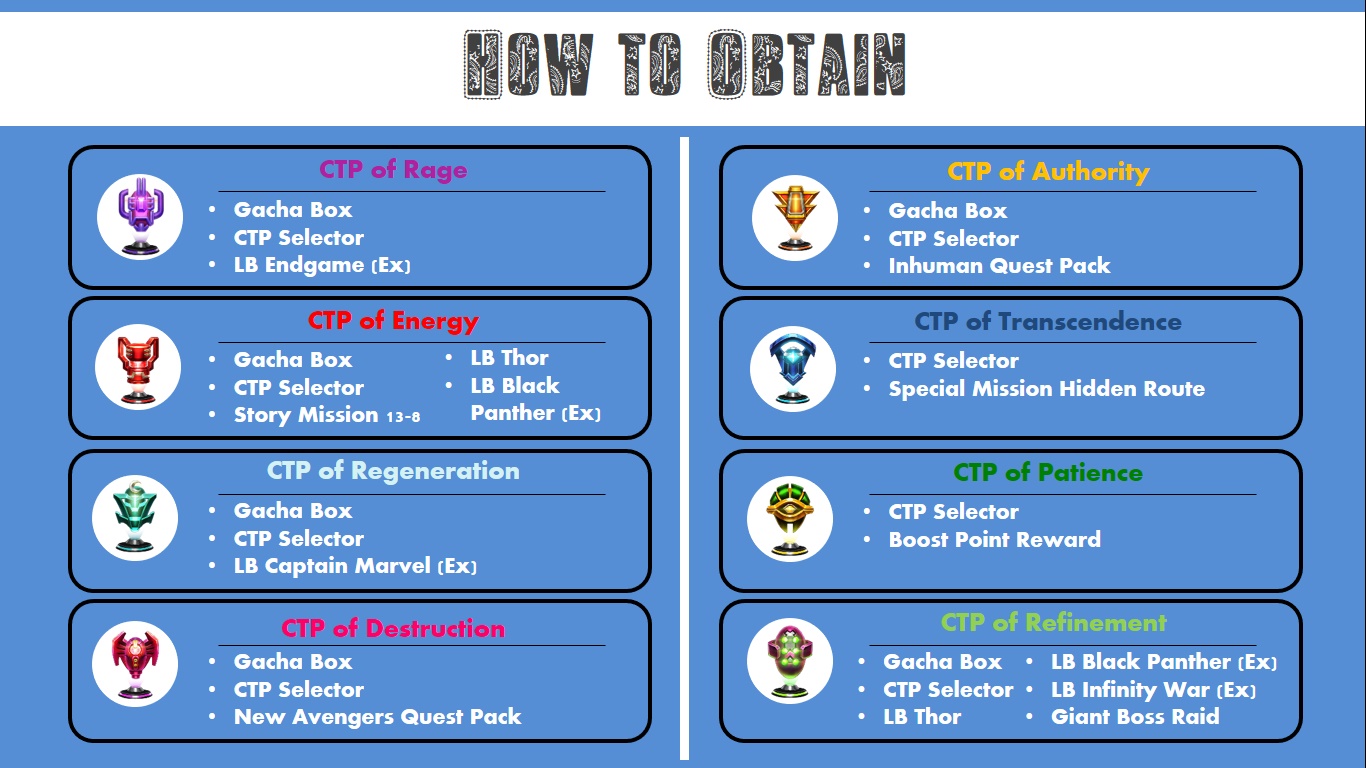 How to Obtain
CTP of Rage
• Gacha Box
• CTP Selector
• LB Endgame (Ex)
CTP of Energy
• Gacha Box
• CTP Selector
• Story Mission 13-8
• LB Thor
• LB Black
Panther (Ex)
CTP of Regeneration
• Gacha Box
• CTP Selector
• LB Captain Marvel (Ex)
CTP of Destruction
• Gacha Box
• CTP Selector
• New Avengers Quest Pack
CTP of Authority
• Gacha Box
• CTP Selector
• Inhuman Quest Pack
CTP of Transcendence
• CTP Selector
• Special Mission Hidden Route
CTP of Patience
• CTP Selector
• Boost Point Reward
CTP of Refinement
• Gacha Box
• CTP Selector
• LB Thor
• LB Black Panther (Ex)
• LB Infinity War (Ex)
• Giant Boss Raid